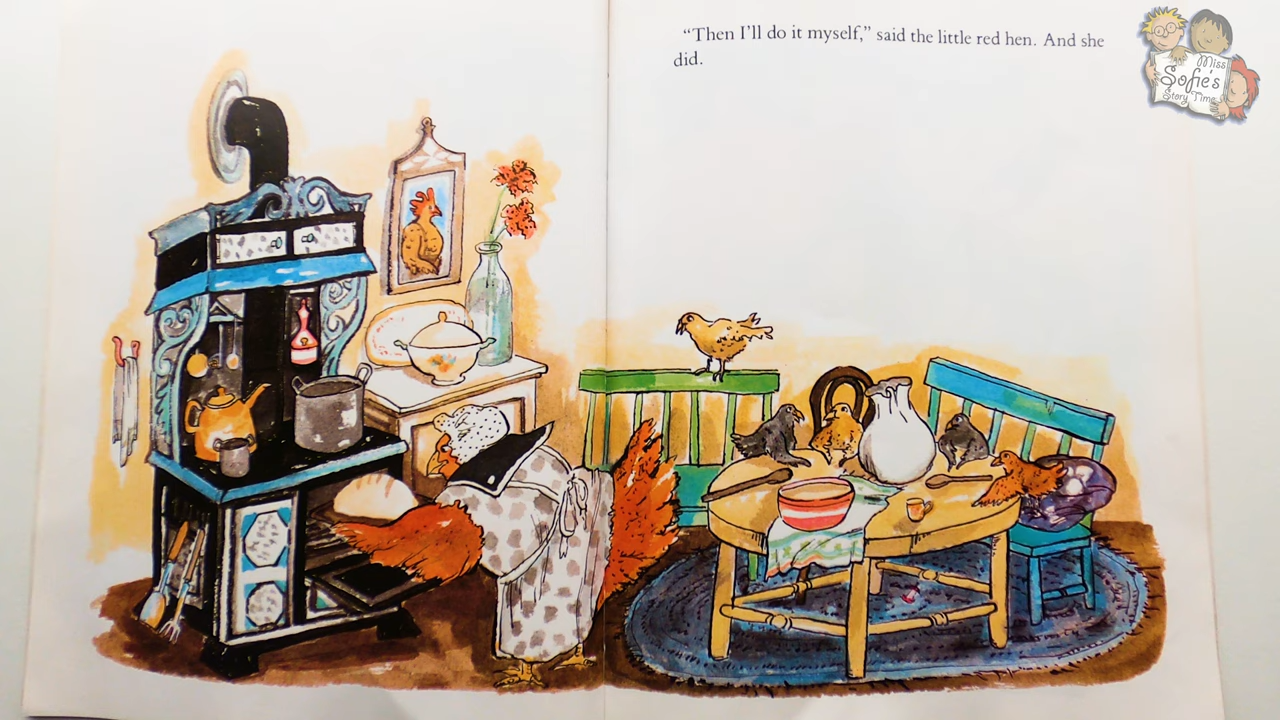 “Then I’ll do it myself,” said the little red hen. And she
did.
Miss
Sofie's
Story Time